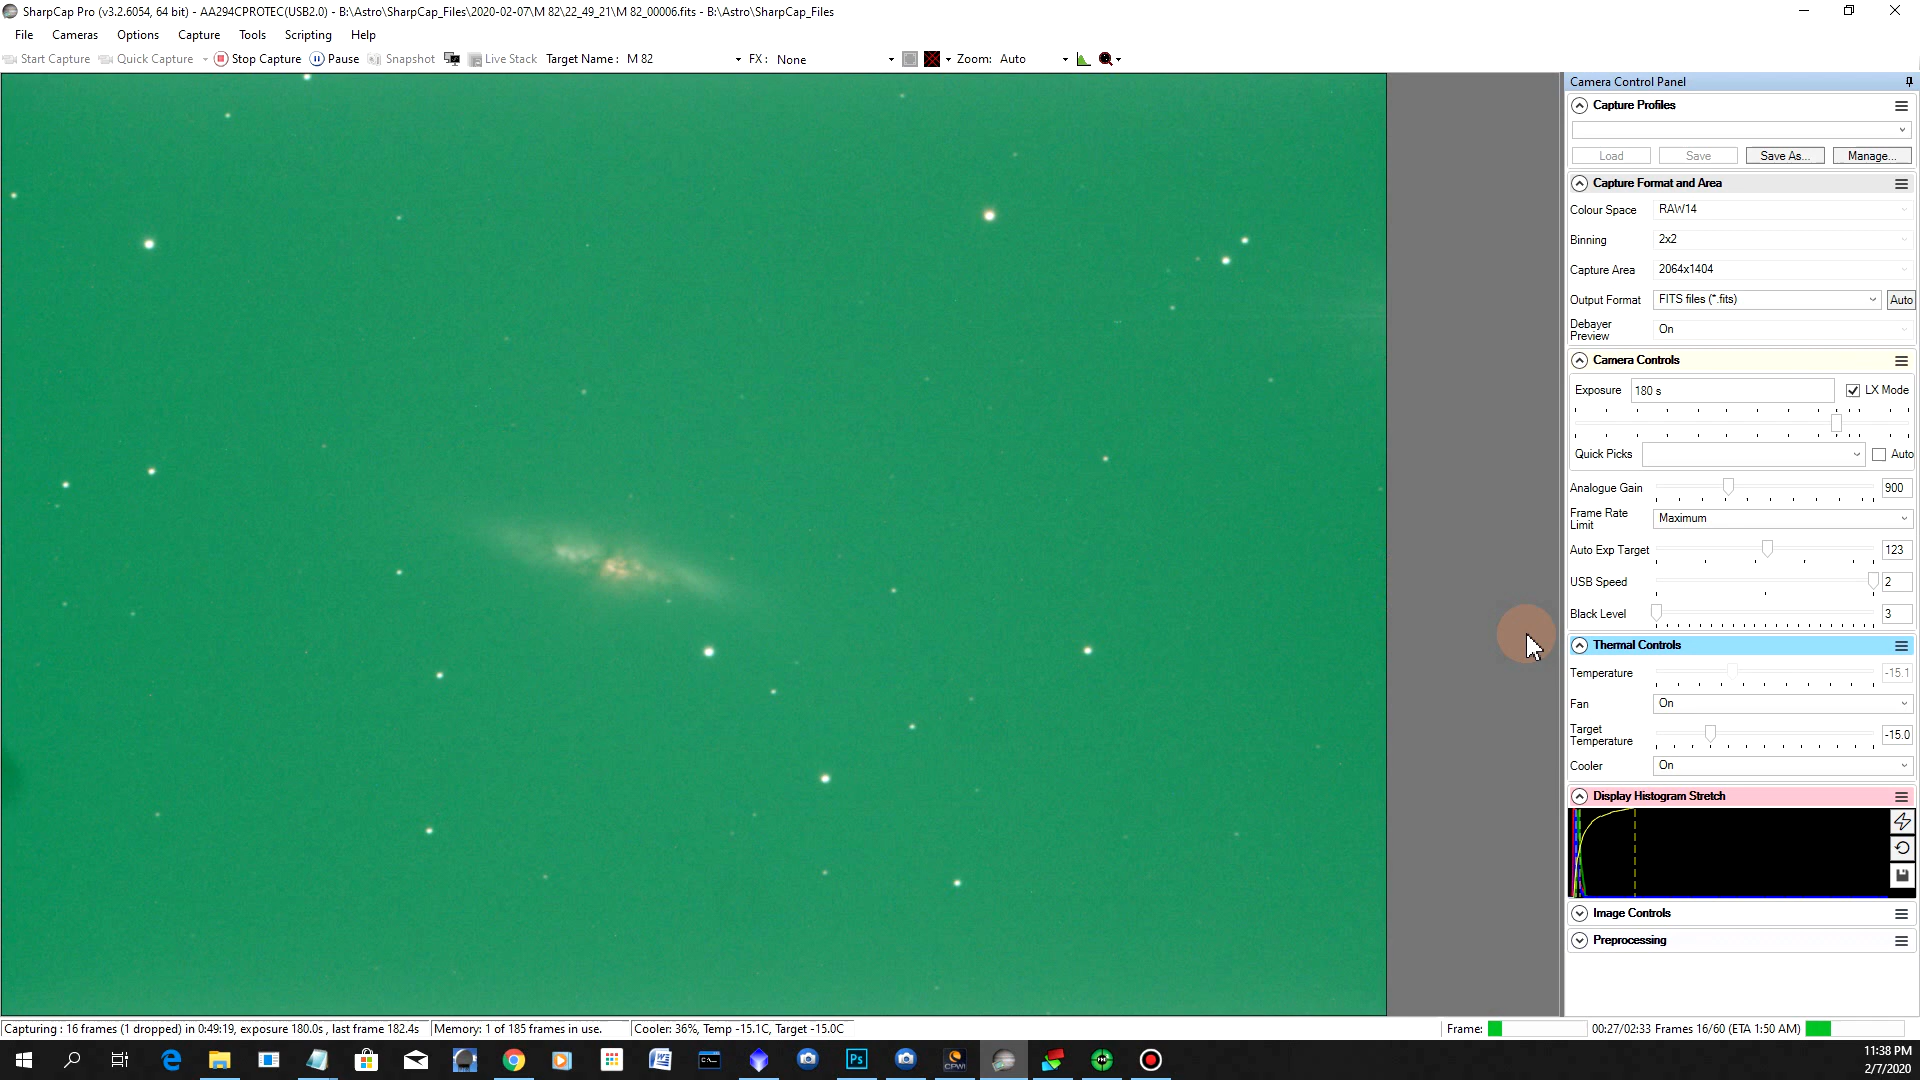 SharpCap Pro (v3.2.6054, 64 bit) - AA294CPROTEC(USB2.0) - B:\Astro\SharpCap_Files\2020-02-07\M 82\22_49_21\M 82_00006.fits - B:\Astro\SharpCap_Files
File Cameras Options Capture Tools Scripting Help
Start Capture Quick Capture Stop Capture Pause Snapshot Live Stack Target Name : M 82 FX : None Zoom: Auto
Camera Control Panel
Capture Profiles
Load Save Save As... Manage...
Capture Format and Area
Colour Space RAW14
Binning 2x2
Capture Area 2064x1404
Output Format FITS files (*.fits) Auto
Debayer Preview On
Camera Controls
Exposure 180 s LX Mode
Quick Picks Auto
Analogue Gain 900
Frame Rate Limit Maximum
Auto Exp Target 123
USB Speed 2
Black Level 3
Thermal Controls
Temperature -15.1
Fan On
Target Temperature -15.0
Cooler On
Display Histogram Stretch
Image Controls
Preprocessing
Capturing : 16 frames (1 dropped) in 0:49:19, exposure 180.0s , last frame 182.4s Memory: 1 of 185 frames in use. Cooler: 36%, Temp -15.1C, Target -15.0C Frame: 00:27/02:33 Frames 16/60 (ETA 1:50 AM)
Ps CPWI
11:38 PM
2/7/2020